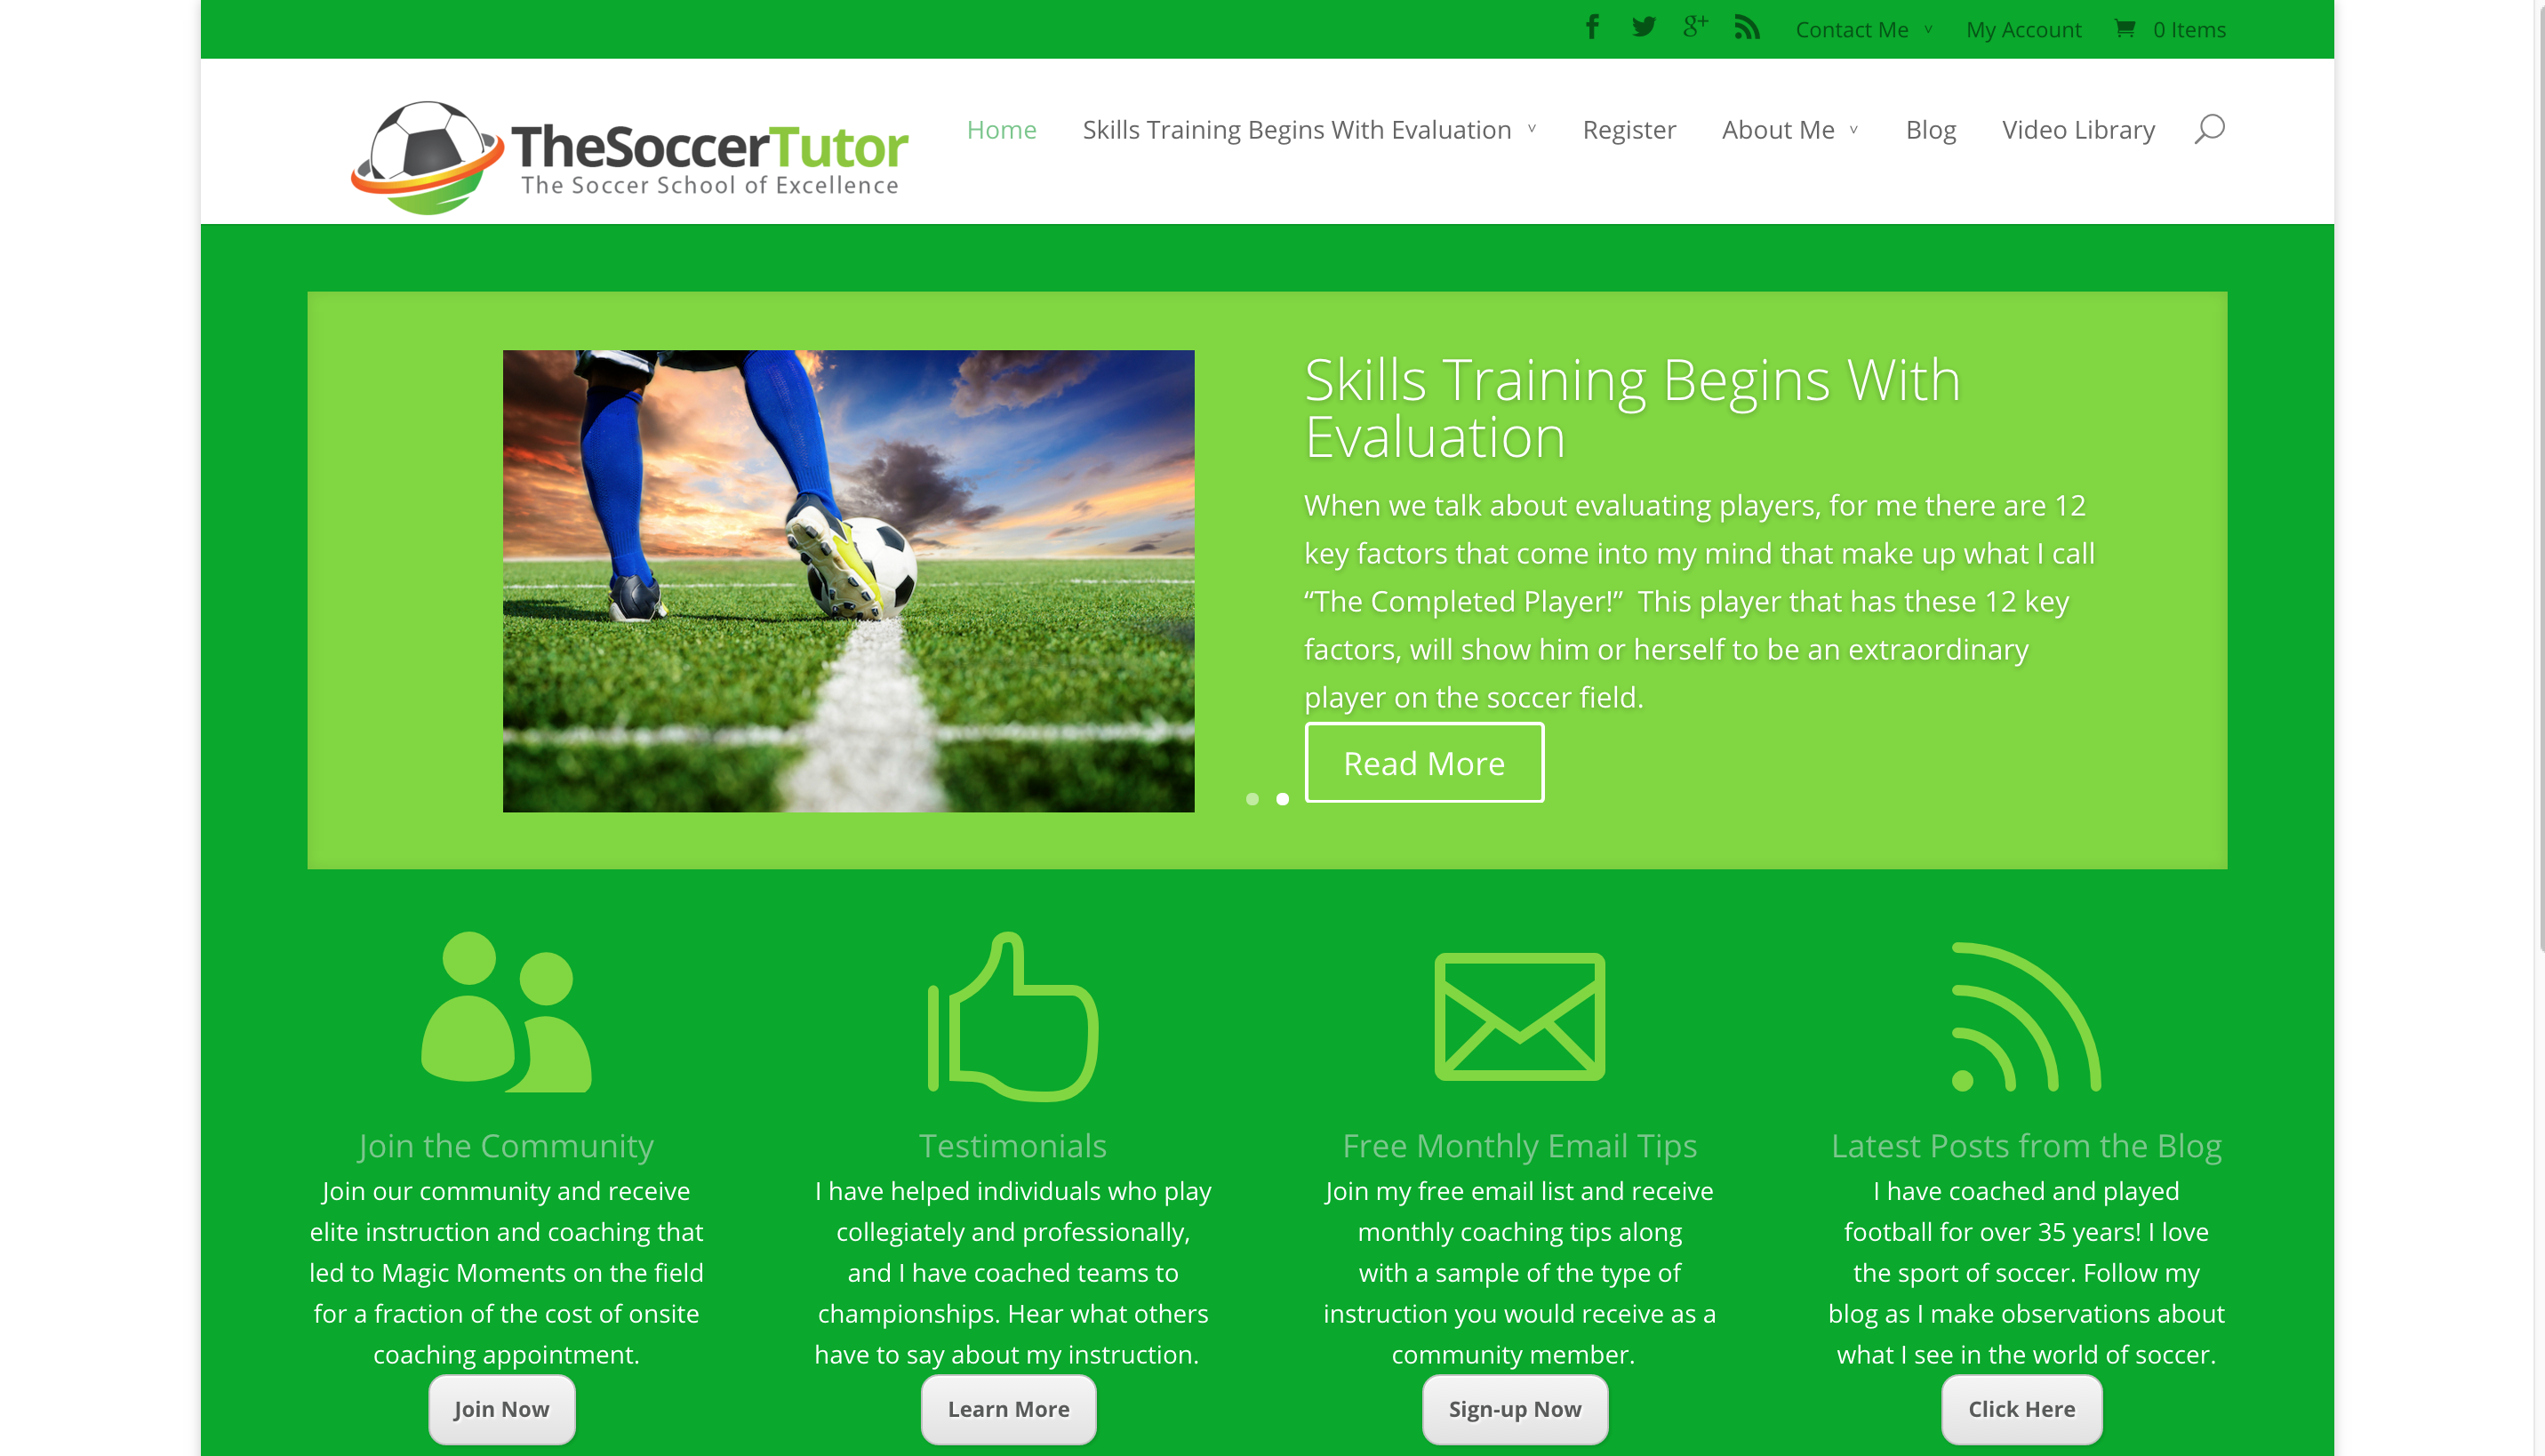 Contact Me ˅ My Account 0 Items
TheSoccerTutor
The Soccer School of Excellence
Home Skills Training Begins With Evaluation ˅ Register About Me ˅ Blog Video Library
Skills Training Begins With
Evaluation
When we talk about evaluating players, for me there are 12
key factors that come into my mind that make up what I call
“The Completed Player!”  This player that has these 12 key
factors, will show him or herself to be an extraordinary
player on the soccer field.
Read More
Join the Community
Join our community and receive
elite instruction and coaching that
led to Magic Moments on the field
for a fraction of the cost of onsite
coaching appointment.
Join Now
Testimonials
I have helped individuals who play
collegiately and professionally,
and I have coached teams to
championships. Hear what others
have to say about my instruction.
Learn More
Free Monthly Email Tips
Join my free email list and receive
monthly coaching tips along
with a sample of the type of
instruction you would receive as a
community member.
Sign-up Now
Latest Posts from the Blog
I have coached and played
football for over 35 years! I love
the sport of soccer. Follow my
blog as I make observations about
what I see in the world of soccer.
Click Here